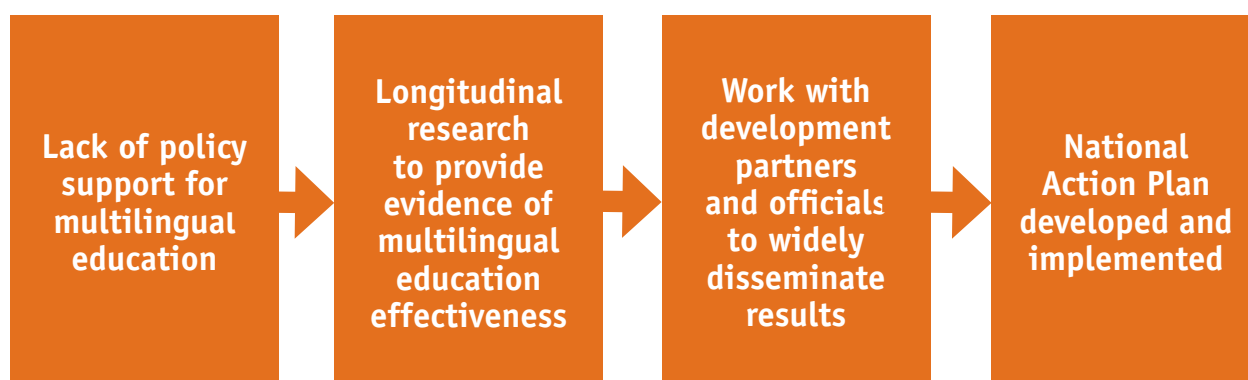 Lack of policy
support for
multilingual
education
Longitudinal
research
to provide
evidence of
multilingual
education
effectiveness
Work with
development
partners
and officials
to widely
disseminate
results
National
Action Plan
developed and
implemented